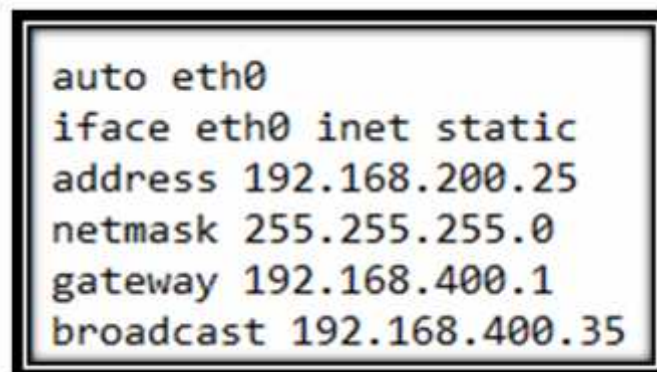 auto eth0
iface eth0 inet static
address 192.168.200.25
netmask 255.255.255.0
gateway 192.168.400.1
broadcast 192.168.400.35